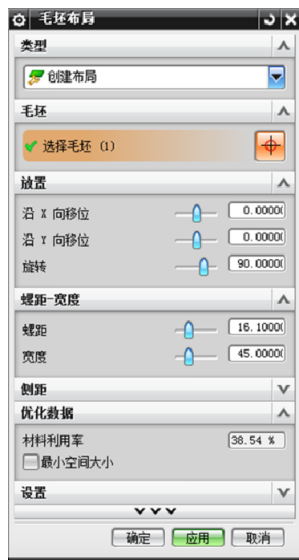 毛坯布局
类型
创建布局
毛坯
选择毛坯 (1)
放置
沿 X 向移位 0.0000
沿 Y 向移位 0.0000
旋转 90.0000
螺距-宽度
螺距 16.1000
宽度 45.0000
侧距
优化数据
材料利用率 38.54 %
最小空间大小
设置
确定 应用 取消